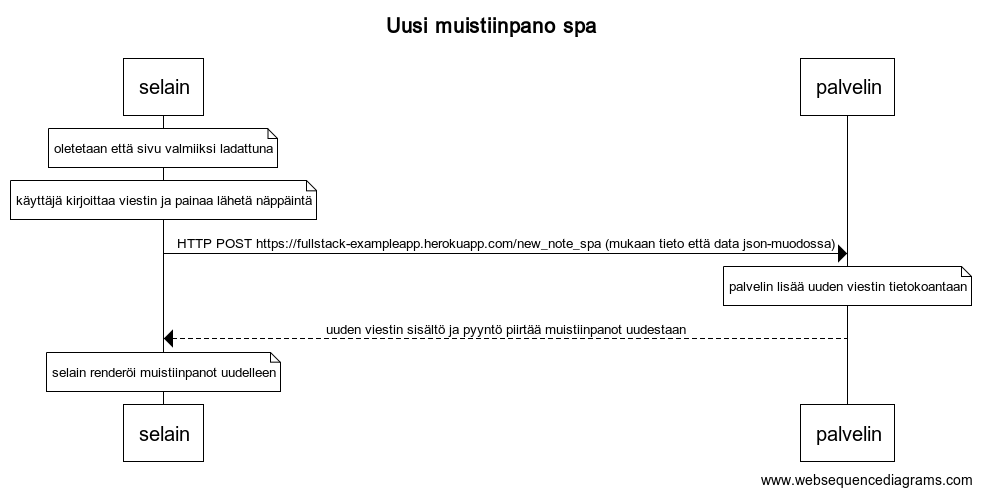 Uusi muistiinpano spa
selain
palvelin
oletetaan että sivu valmiiksi ladattuna
käyttäjä kirjoittaa viestin ja painaa lähetä näppäintä
HTTP POST https://fullstack-exampleapp.herokuapp.com/new_note_spa (mukaan tieto että data json-muodossa)
palvelin lisää uuden viestin tietokoantaan
uuden viestin sisältö ja pyyntö piirtää muistiinpanot uudestaan
selain renderöi muistiinpanot uudelleen
selain
palvelin
www.websequencediagrams.com